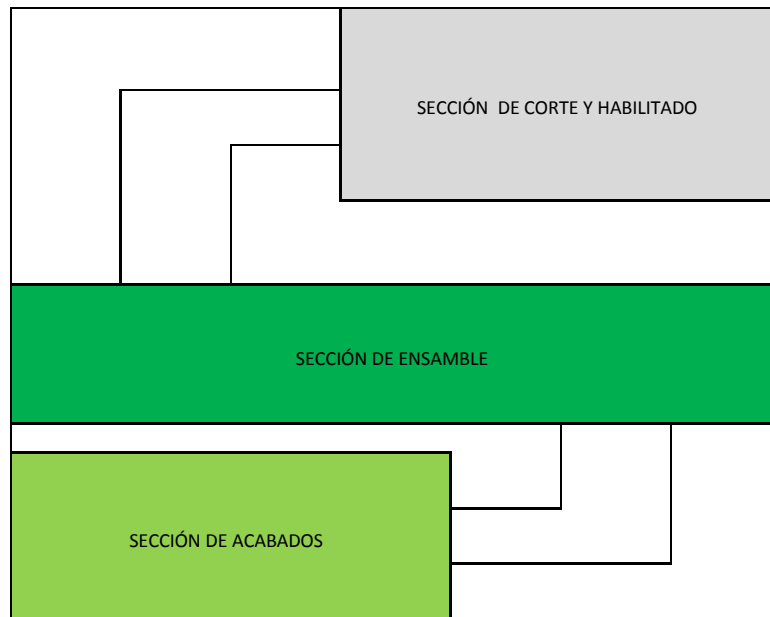 SECCIÓN DE CORTE Y HABILITADO
SECCIÓN DE ENSAMBLE
SECCIÓN DE ACABADOS